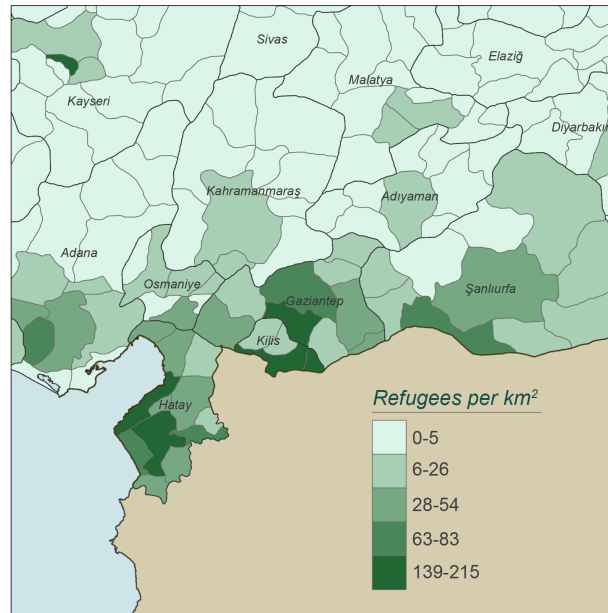 Sivas
Elazığ
Malatya
Kayseri
Diyarbakır
Kahramanmaraş
Adıyaman
Adana
Osmaniye
Şanlıurfa
Gaziantep
Kilis
Hatay
Refugees per km²
0-5
6-26
28-54
63-83
139-215